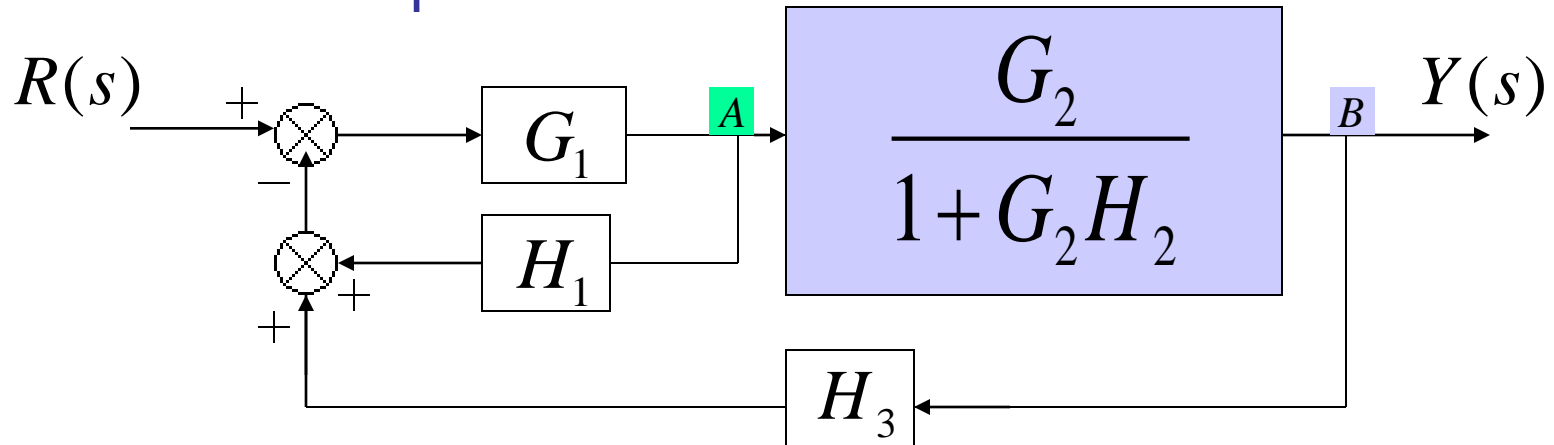 R(s)
+
−
G₁
A
G₂
1+G₂H₂
B
Y(s)
H₁
+
+
H₃